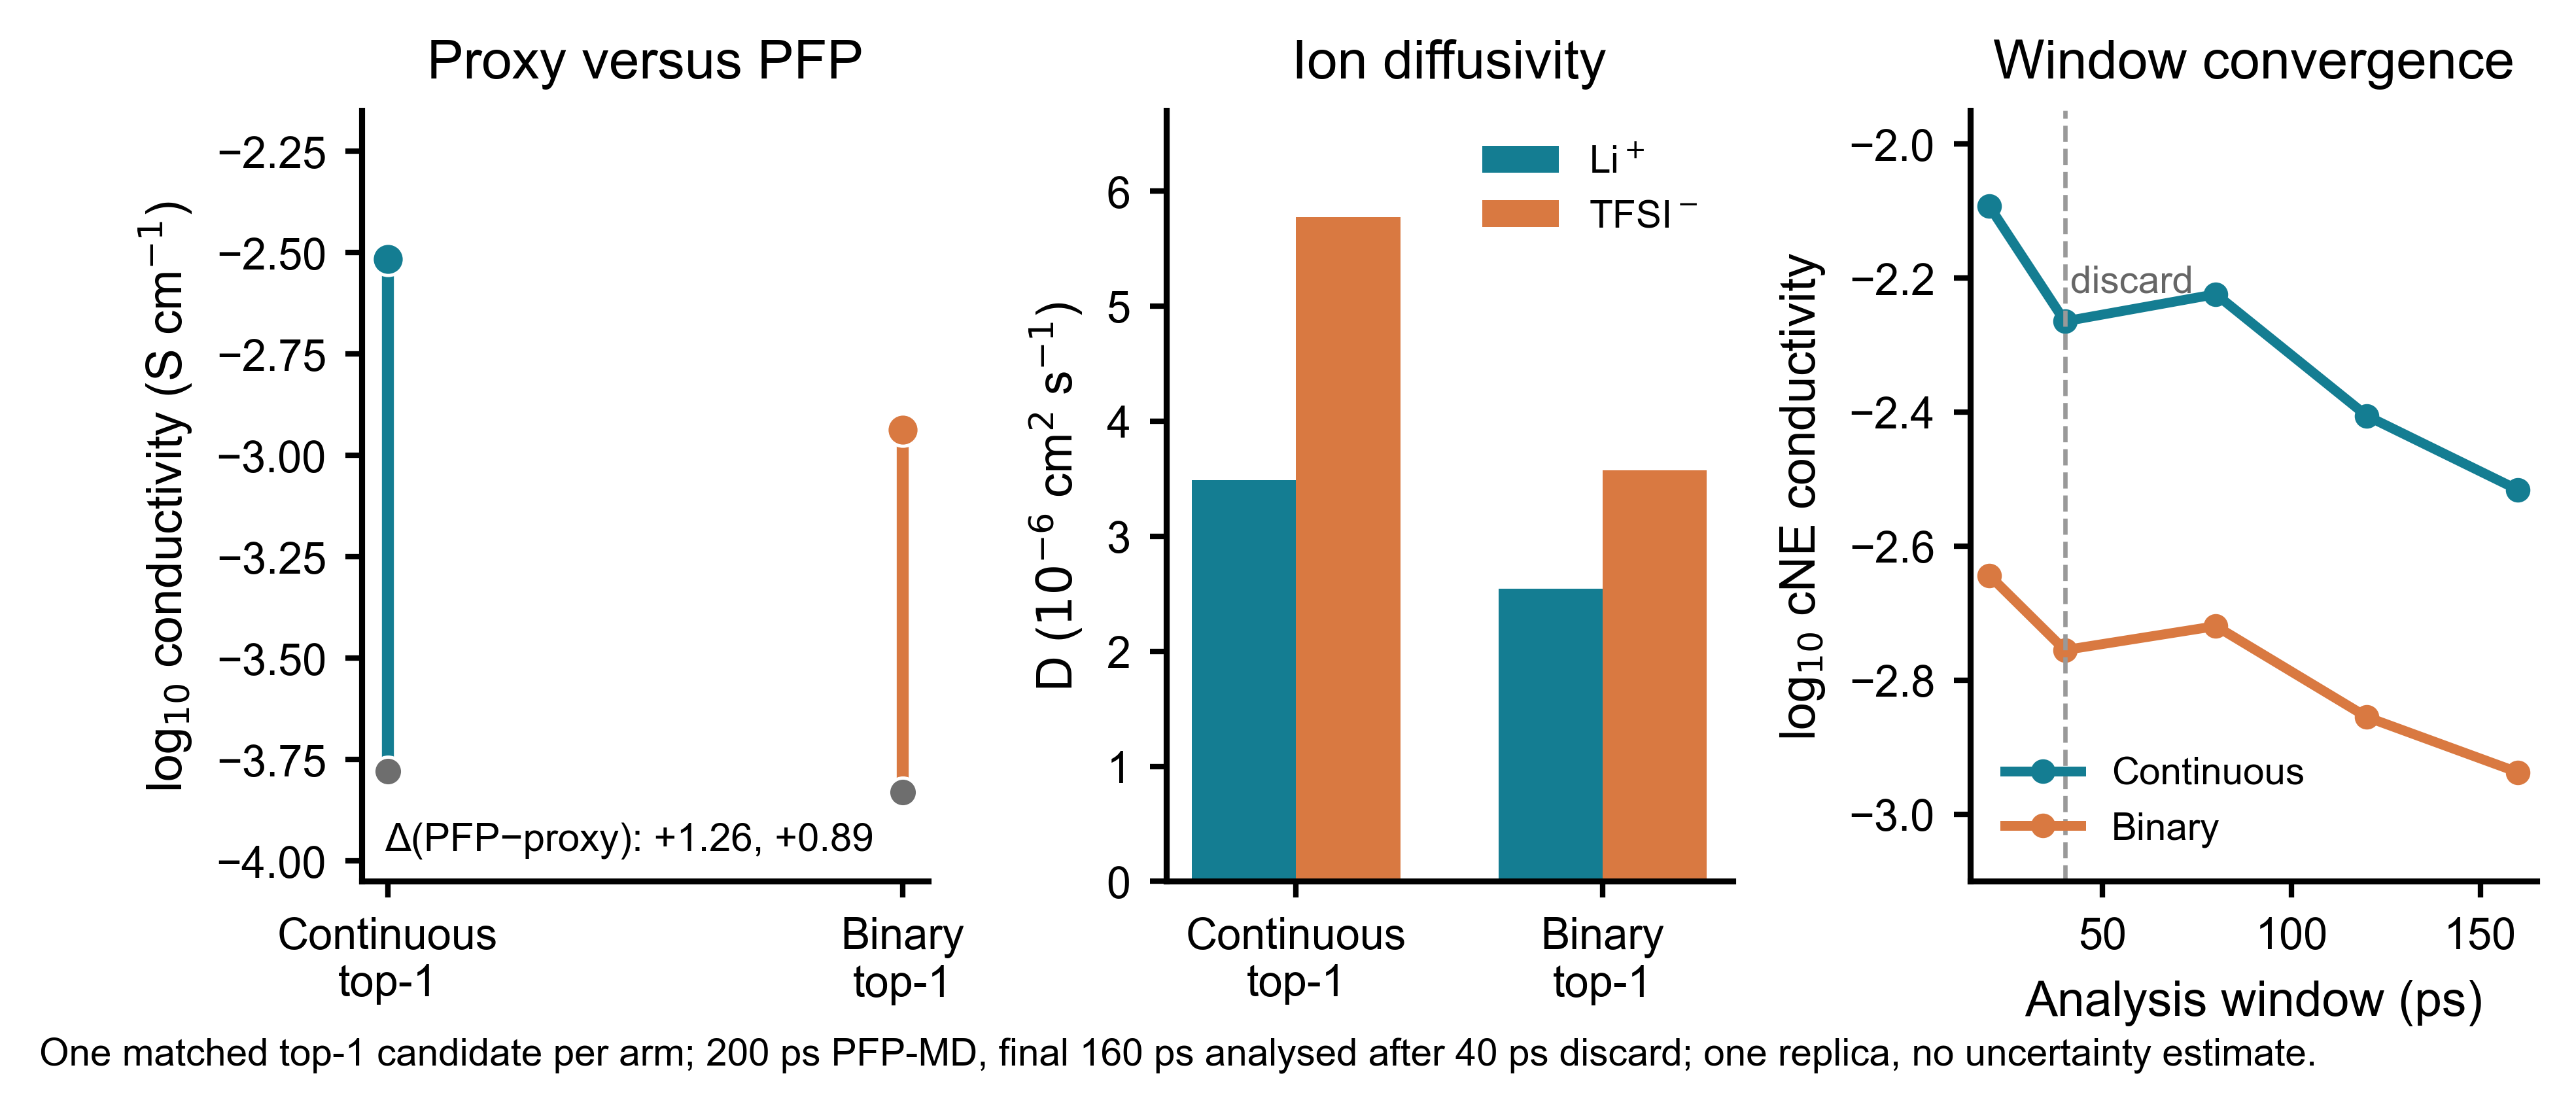 Proxy versus PFP
log₁₀ conductivity (S cm⁻¹)
−2.25
−2.50
−2.75
−3.00
−3.25
−3.50
−3.75
−4.00
Δ(PFP−proxy): +1.26, +0.89
Continuous
top-1
Binary
top-1
Ion diffusivity
D (10⁻⁶ cm² s⁻¹)
6
5
4
3
2
1
0
Li⁺
TFSI⁻
Continuous
top-1
Binary
top-1
Window convergence
log₁₀ cNE conductivity
−2.0
−2.2
−2.4
−2.6
−2.8
−3.0
discard
Continuous
Binary
50
100
150
Analysis window (ps)
One matched top-1 candidate per arm; 200 ps PFP-MD, final 160 ps analysed after 40 ps discard; one replica, no uncertainty estimate.